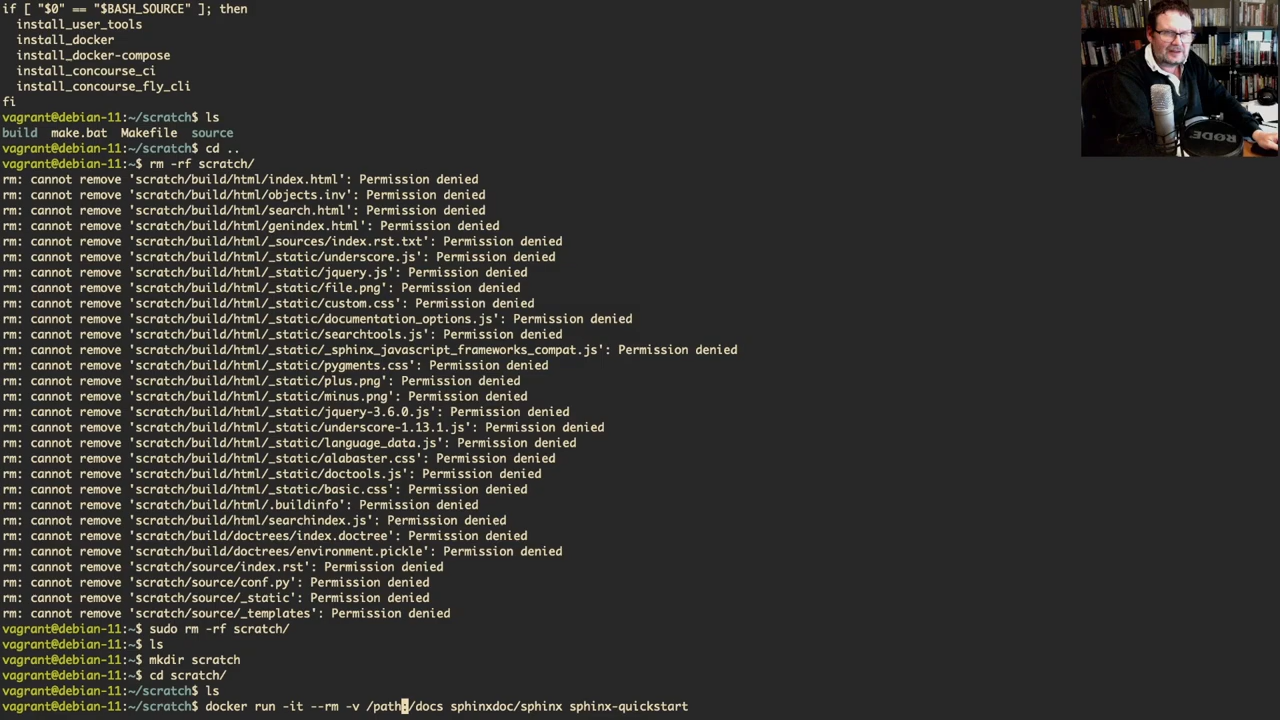 if [ "$0" == "$BASH_SOURCE" ]; then
  install_user_tools
  install_docker
  install_docker-compose
  install_concourse_ci
  install_concourse_fly_cli
fi
vagrant@debian-11:~/scratch$ ls
build  make.bat  Makefile  source
vagrant@debian-11:~/scratch$ cd ..
vagrant@debian-11:~$ rm -rf scratch/
rm: cannot remove 'scratch/build/html/index.html': Permission denied
rm: cannot remove 'scratch/build/html/objects.inv': Permission denied
rm: cannot remove 'scratch/build/html/search.html': Permission denied
rm: cannot remove 'scratch/build/html/genindex.html': Permission denied
rm: cannot remove 'scratch/build/html/_sources/index.rst.txt': Permission denied
rm: cannot remove 'scratch/build/html/_static/underscore.js': Permission denied
rm: cannot remove 'scratch/build/html/_static/jquery.js': Permission denied
rm: cannot remove 'scratch/build/html/_static/file.png': Permission denied
rm: cannot remove 'scratch/build/html/_static/custom.css': Permission denied
rm: cannot remove 'scratch/build/html/_static/documentation_options.js': Permission denied
rm: cannot remove 'scratch/build/html/_static/searchtools.js': Permission denied
rm: cannot remove 'scratch/build/html/_static/_sphinx_javascript_frameworks_compat.js': Permission denied
rm: cannot remove 'scratch/build/html/_static/pygments.css': Permission denied
rm: cannot remove 'scratch/build/html/_static/plus.png': Permission denied
rm: cannot remove 'scratch/build/html/_static/minus.png': Permission denied
rm: cannot remove 'scratch/build/html/_static/jquery-3.6.0.js': Permission denied
rm: cannot remove 'scratch/build/html/_static/underscore-1.13.1.js': Permission denied
rm: cannot remove 'scratch/build/html/_static/language_data.js': Permission denied
rm: cannot remove 'scratch/build/html/_static/alabaster.css': Permission denied
rm: cannot remove 'scratch/build/html/_static/doctools.js': Permission denied
rm: cannot remove 'scratch/build/html/_static/basic.css': Permission denied
rm: cannot remove 'scratch/build/html/.buildinfo': Permission denied
rm: cannot remove 'scratch/build/html/searchindex.js': Permission denied
rm: cannot remove 'scratch/build/doctrees/index.doctree': Permission denied
rm: cannot remove 'scratch/build/doctrees/environment.pickle': Permission denied
rm: cannot remove 'scratch/source/index.rst': Permission denied
rm: cannot remove 'scratch/source/conf.py': Permission denied
rm: cannot remove 'scratch/source/_static': Permission denied
rm: cannot remove 'scratch/source/_templates': Permission denied
vagrant@debian-11:~$ sudo rm -rf scratch/
vagrant@debian-11:~$ ls
vagrant@debian-11:~$ mkdir scratch
vagrant@debian-11:~$ cd scratch/
vagrant@debian-11:~/scratch$ ls
vagrant@debian-11:~/scratch$ docker run -it --rm -v /path:/docs sphinxdoc/sphinx sphinx-quickstart
RØDE